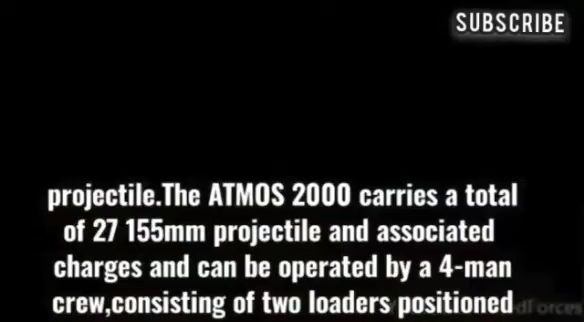 SUBSCRIBE
projectile.The ATMOS 2000 carries a total
of 27 155mm projectile and associated
charges and can be operated by a 4-man
crew,consisting of two loaders positioned